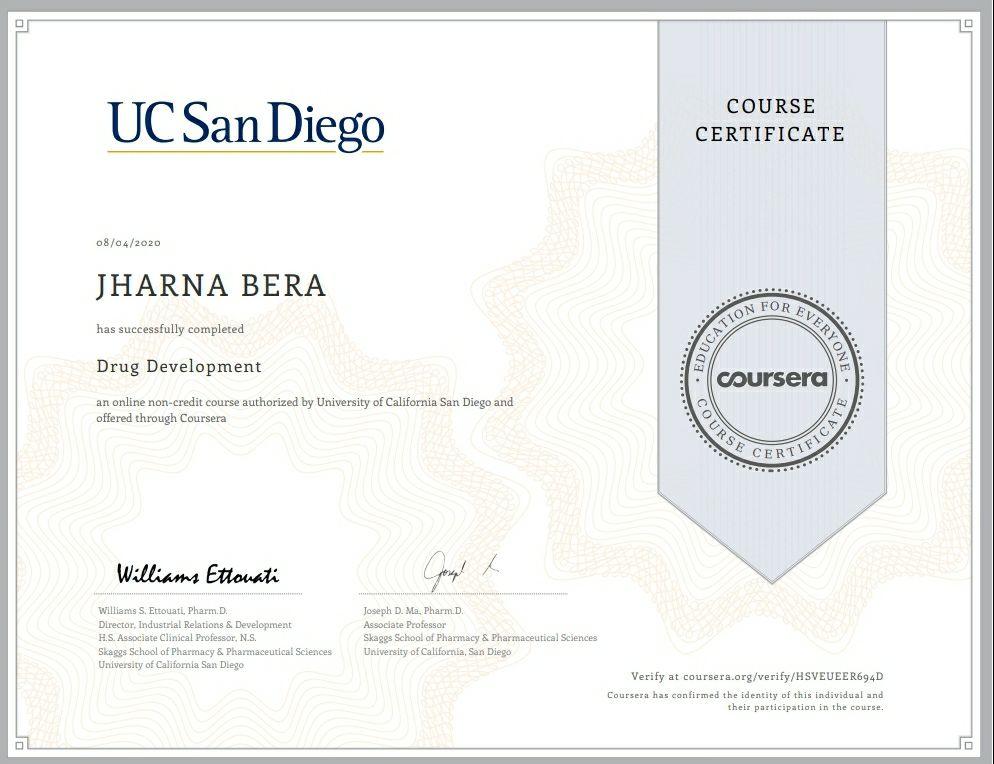 UC San Diego
COURSE
CERTIFICATE
08/04/2020
JHARNA BERA
has successfully completed
Drug Development
an online non-credit course authorized by University of California San Diego and
offered through Coursera
EDUCATION FOR EVERYONE
coursera
COURSE CERTIFICATE
Williams Ettouati
Joseph
Williams S. Ettouati, Pharm.D.
Director, Industrial Relations & Development
H.S. Associate Clinical Professor, N.S.
Skaggs School of Pharmacy & Pharmaceutical Sciences
University of California San Diego
Joseph D. Ma, Pharm.D.
Associate Professor
Skaggs School of Pharmacy & Pharmaceutical Sciences
University of California, San Diego
Verify at coursera.org/verify/HSVEUEER694D
Coursera has confirmed the identity of this individual and
their participation in the course.